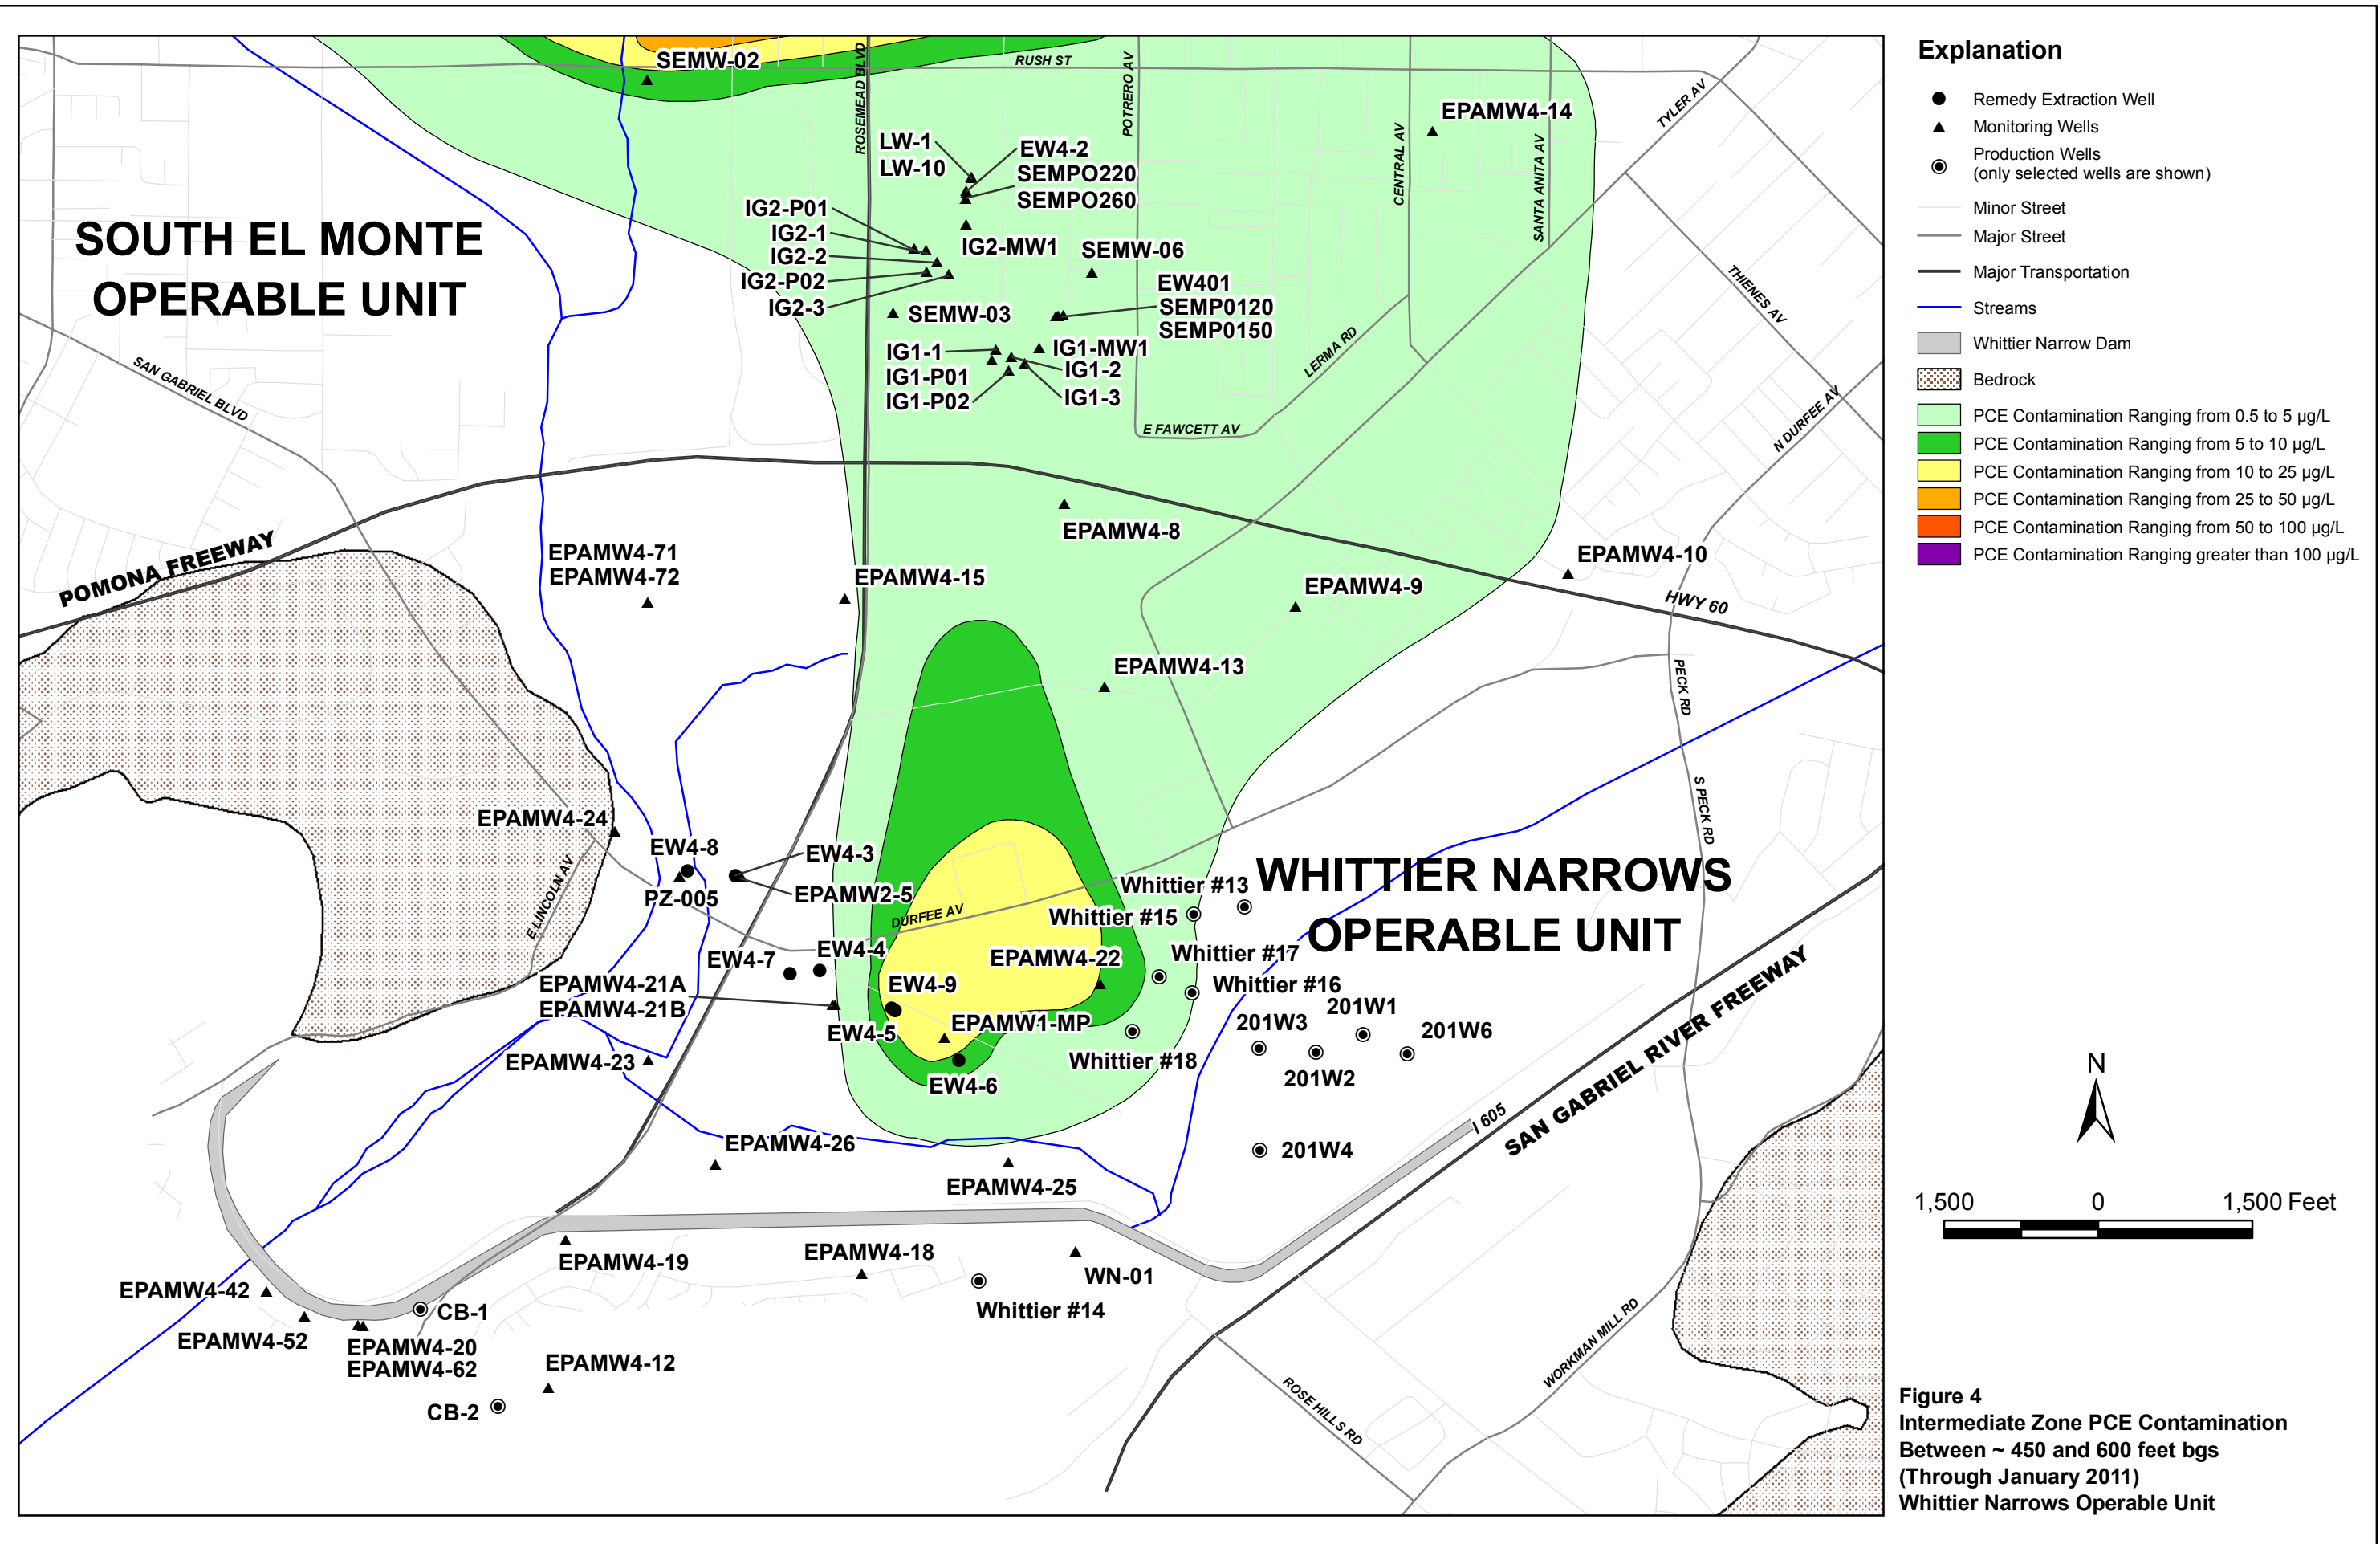 SEMW-02
ROSEMEAD BLVD
RUSH ST
POTRERO AV
CENTRAL AV
SANTA ANITA AV
TYLER AV
EPAMW4-14
LW-1
LW-10
EW4-2
SEMPO220
SEMPO260
SOUTH EL MONTE
OPERABLE UNIT
IG2-P01
IG2-1
IG2-2
IG2-P02
IG2-3
IG2-MW1
SEMW-06
EW401
SEMP0120
SEMP0150
SEMW-03
THIENES AV
SAN GABRIEL BLVD
IG1-1
IG1-P01
IG1-P02
IG1-MW1
IG1-2
IG1-3
LERMA RD
E FAWCETT AV
N DURFEE AV
POMONA FREEWAY
EPAMW4-71
EPAMW4-72
EPAMW4-15
EPAMW4-8
EPAMW4-9
EPAMW4-10
HWY 60
EPAMW4-13
PECK RD
S PECK RD
EPAMW4-24
EW4-8
PZ-005
EW4-3
EPAMW2-5
E LINCOLN AV
DURFEE AV
Whittier #13
Whittier #15
WHITTIER NARROWS
OPERABLE UNIT
EW4-7
EW4-4
EPAMW4-22
Whittier #17
Whittier #16
EPAMW4-21A
EPAMW4-21B
EW4-9
EW4-5
EPAMW1-MP
201W1
201W3
201W6
201W2
Whittier #18
EPAMW4-23
EW4-6
SAN GABRIEL RIVER FREEWAY
I 605
EPAMW4-26
201W4
EPAMW4-25
EPAMW4-19
EPAMW4-18
WN-01
Whittier #14
EPAMW4-42
CB-1
EPAMW4-52
EPAMW4-20
EPAMW4-62
EPAMW4-12
CB-2
ROSE HILLS RD
WORKMAN MILL RD
Explanation
Remedy Extraction Well
Monitoring Wells
Production Wells
(only selected wells are shown)
Minor Street
Major Street
Major Transportation
Streams
Whittier Narrow Dam
Bedrock
PCE Contamination Ranging from 0.5 to 5 µg/L
PCE Contamination Ranging from 5 to 10 µg/L
PCE Contamination Ranging from 10 to 25 µg/L
PCE Contamination Ranging from 25 to 50 µg/L
PCE Contamination Ranging from 50 to 100 µg/L
PCE Contamination Ranging greater than 100 µg/L
N
1,500 0 1,500 Feet
Figure 4
Intermediate Zone PCE Contamination
Between ~ 450 and 600 feet bgs
(Through January 2011)
Whittier Narrows Operable Unit